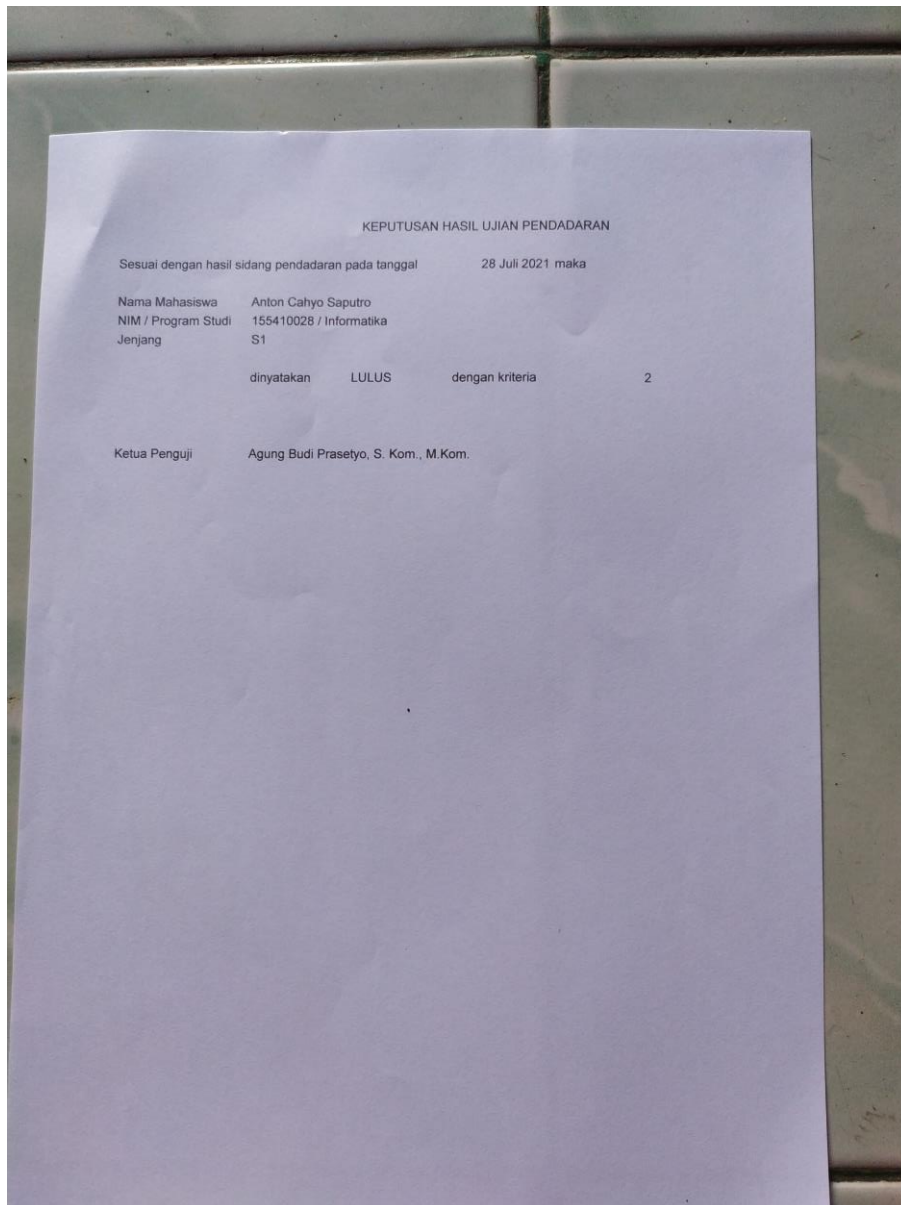 KEPUTUSAN HASIL UJIAN PENDADARAN
Sesuai dengan hasil sidang pendadaran pada tanggal 28 Juli 2021 maka
Nama Mahasiswa Anton Cahyo Saputro
NIM / Program Studi 155410028 / Informatika
Jenjang S1
dinyatakan LULUS dengan kriteria 2
Ketua Penguji Agung Budi Prasetyo, S. Kom., M.Kom.